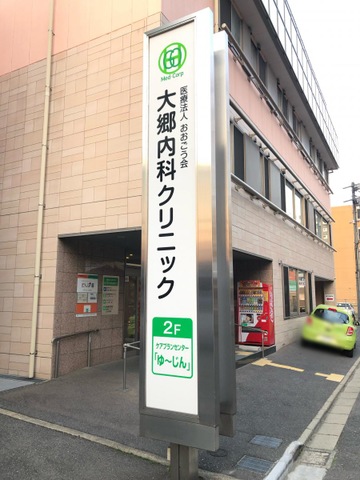 Med Corp
医療法人 おおごう会
大郷内科クリニック
2F
ケアプランセンター
「ゆ〜じん」